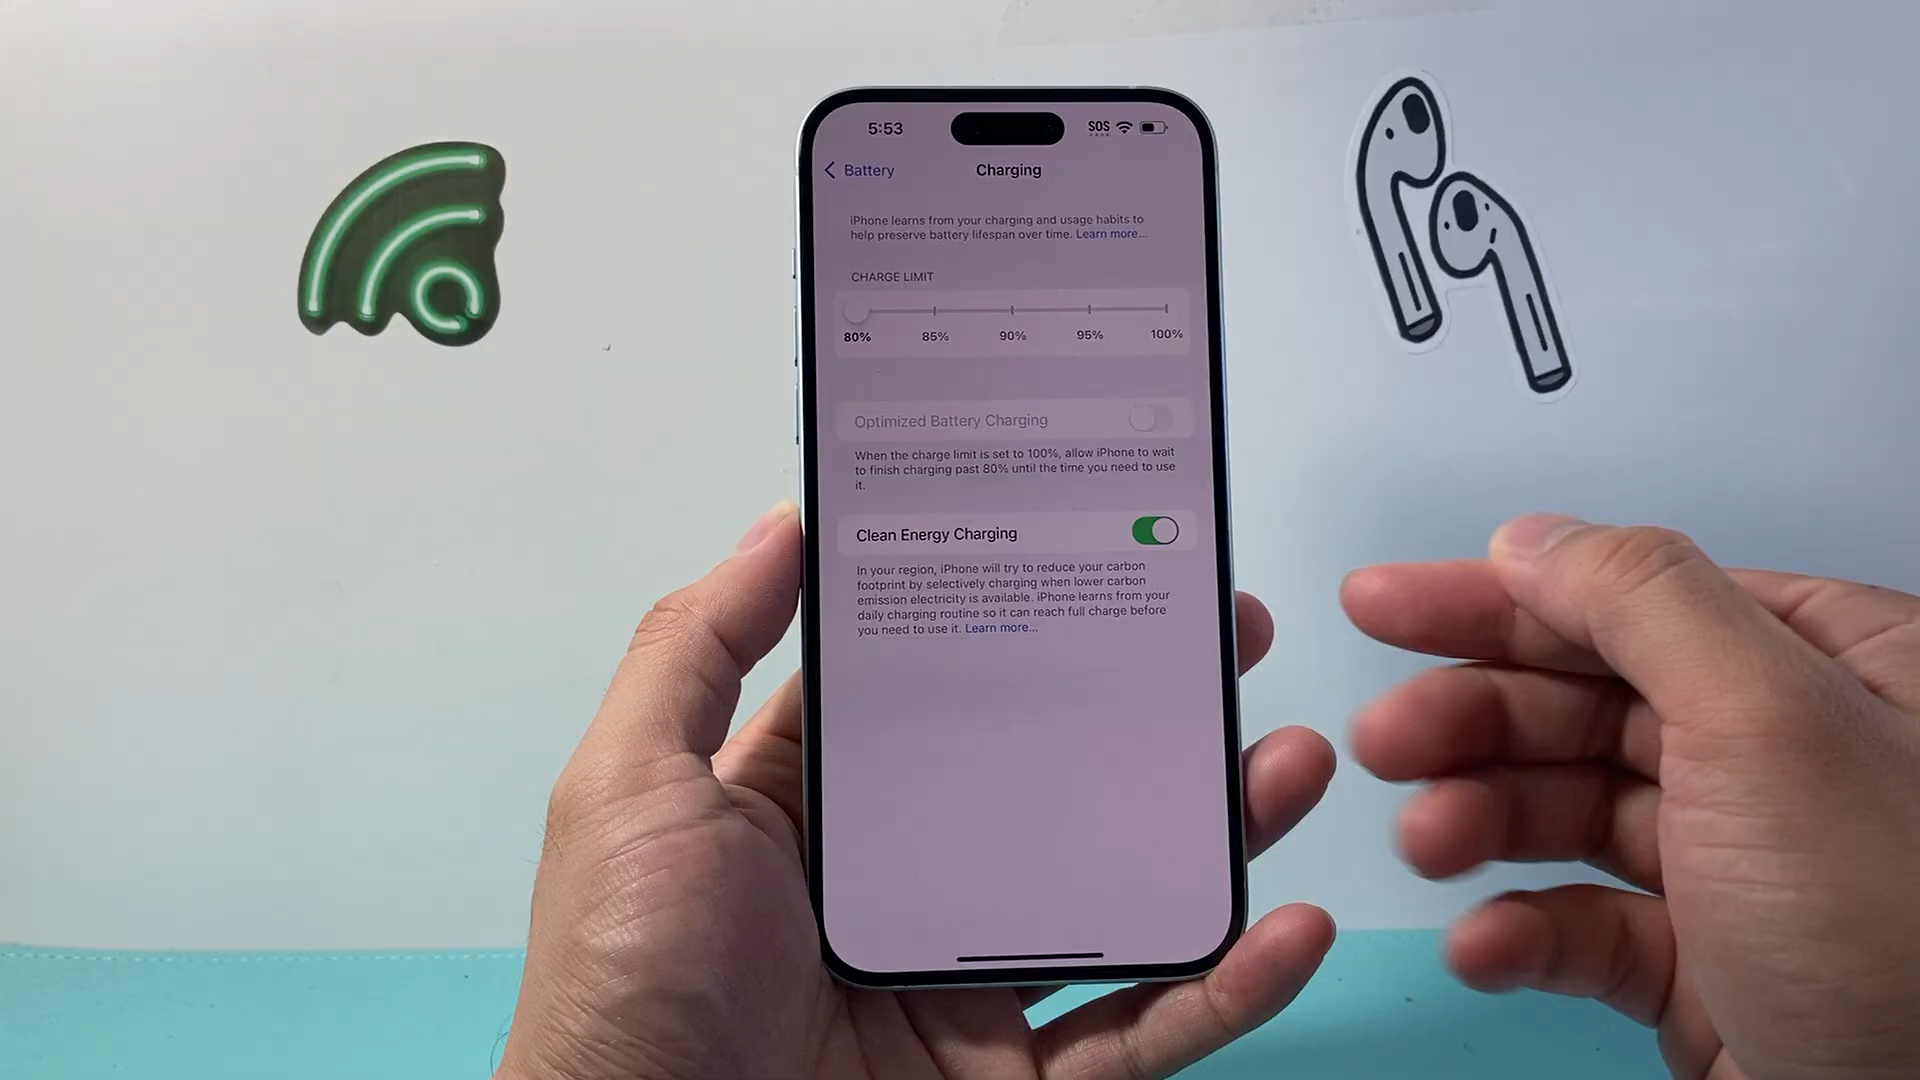 5:53
SOS
Battery
Charging
iPhone learns from your charging and usage habits to
help preserve battery lifespan over time. Learn more...
CHARGE LIMIT
80% 85% 90% 95% 100%
Optimized Battery Charging
When the charge limit is set to 100%, allow iPhone to wait
to finish charging past 80% until the time you need to use
it.
Clean Energy Charging
In your region, iPhone will try to reduce your carbon
footprint by selectively charging when lower carbon
emission electricity is available. iPhone learns from your
daily charging routine so it can reach full charge before
you need to use it. Learn more...